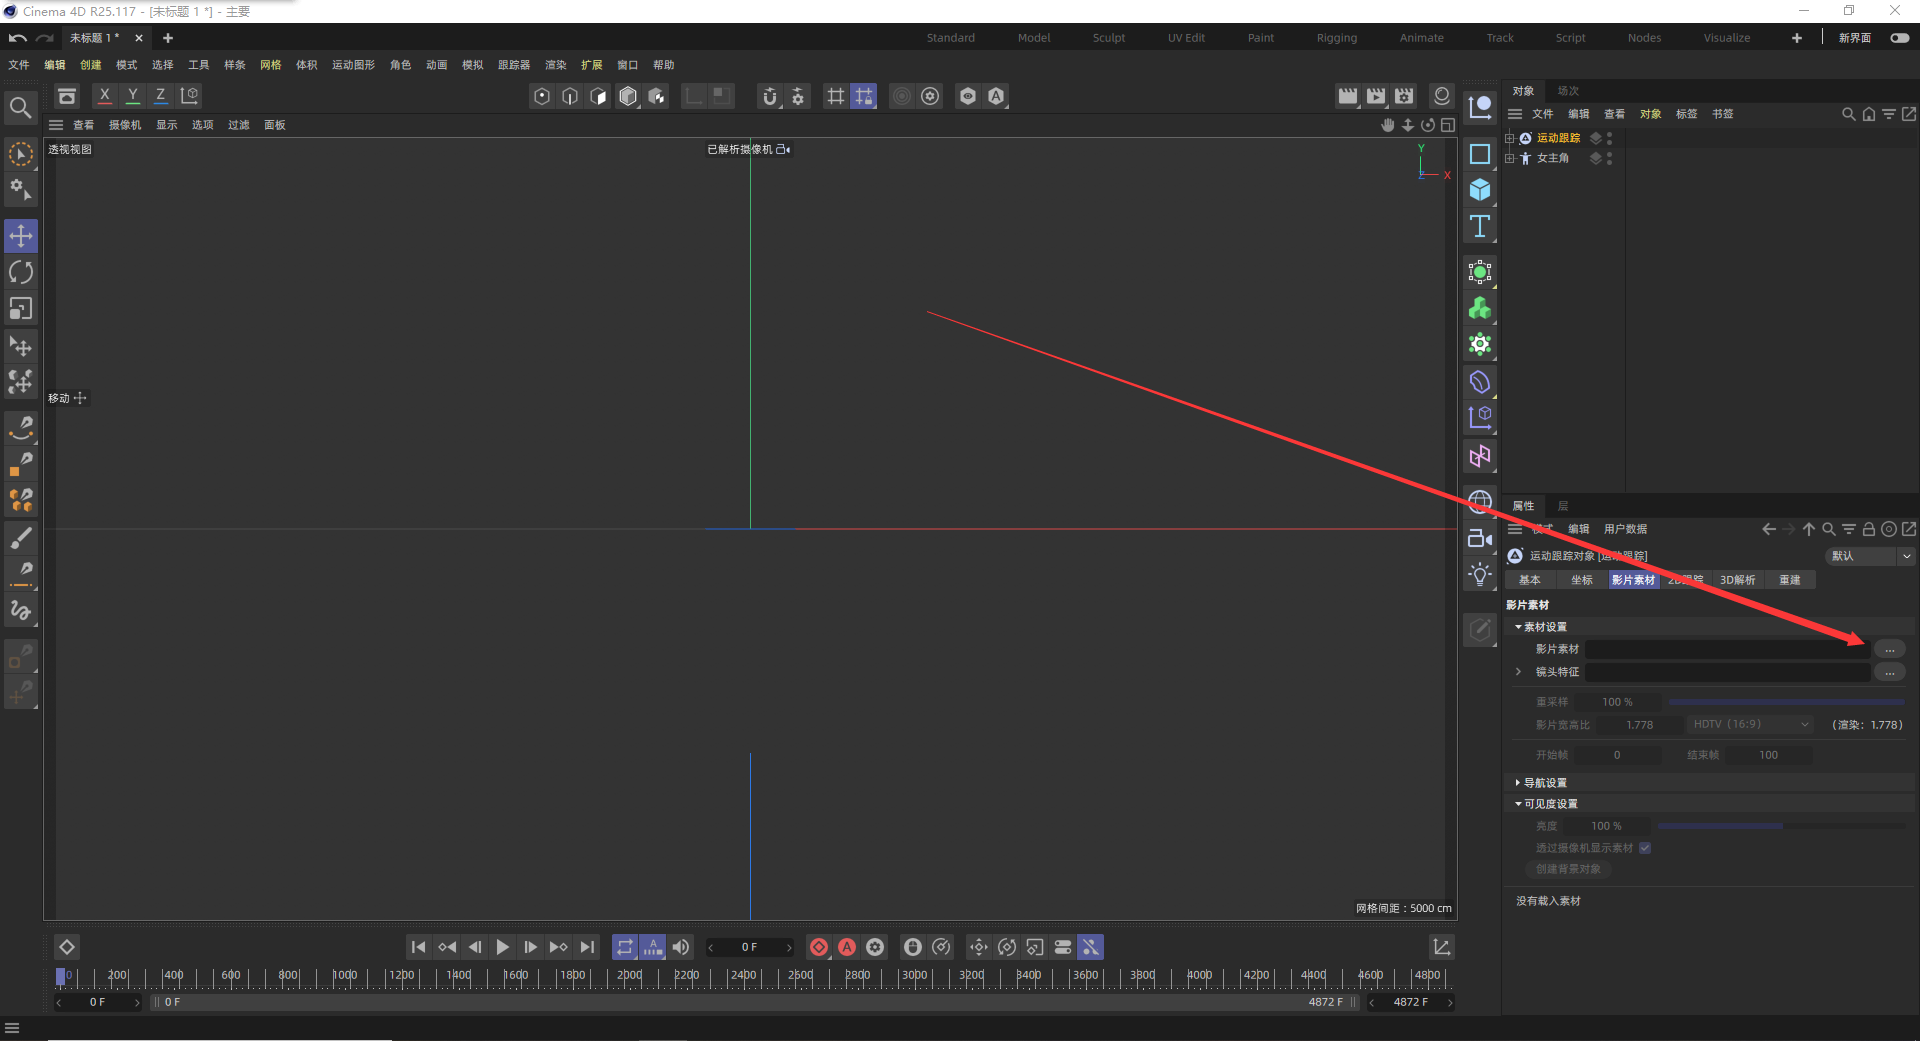 Cinema 4D R25.117 - [未标题 1 *] - 主要
未标题 1 *
Standard Model Sculpt UV Edit Paint Rigging Animate Track Script Nodes Visualize 新界面
文件 编辑 创建 模式 选择 工具 样条 网格 体积 运动图形 角色 动画 模拟 跟踪器 渲染 扩展 窗口 帮助
X Y Z
查看 摄像机 显示 选项 过滤 面板
透视视图
已解析摄像机
Y
Z X
移动
网格间距 : 5000 cm
对象 场次
文件 编辑 查看 对象 标签 书签
运动跟踪
女主角
属性 层
模式 编辑 用户数据
运动跟踪对象 [运动跟踪]
默认
基本 坐标 影片素材 2D跟踪 3D解析 重建
影片素材
素材设置
影片素材 ...
镜头特征 ...
重采样 100 %
影片宽高比 1.778 HDTV (16:9) (渲染: 1.778)
开始帧 0 结束帧 100
导航设置
可见度设置
亮度 100 %
透过摄像机显示素材
创建背景对象
没有载入素材
0 F
0 200 400 600 800 1000 1200 1400 1600 1800 2000 2200 2400 2600 2800 3000 3200 3400 3600 3800 4000 4200 4400 4600 4800
0 F 0 F 4872 F 4872 F